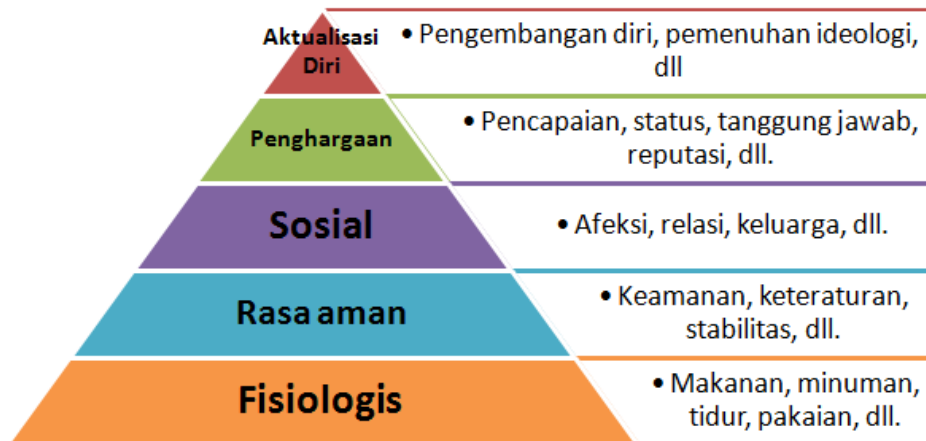 Aktualisasi
Diri
• Pengembangan diri, pemenuhan ideologi,
dll
Penghargaan
• Pencapaian, status, tanggung jawab,
reputasi, dll.
Sosial
• Afeksi, relasi, keluarga, dll.
Rasa aman
• Keamanan, keteraturan,
stabilitas, dll.
Fisiologis
• Makanan, minuman,
tidur, pakaian, dll.